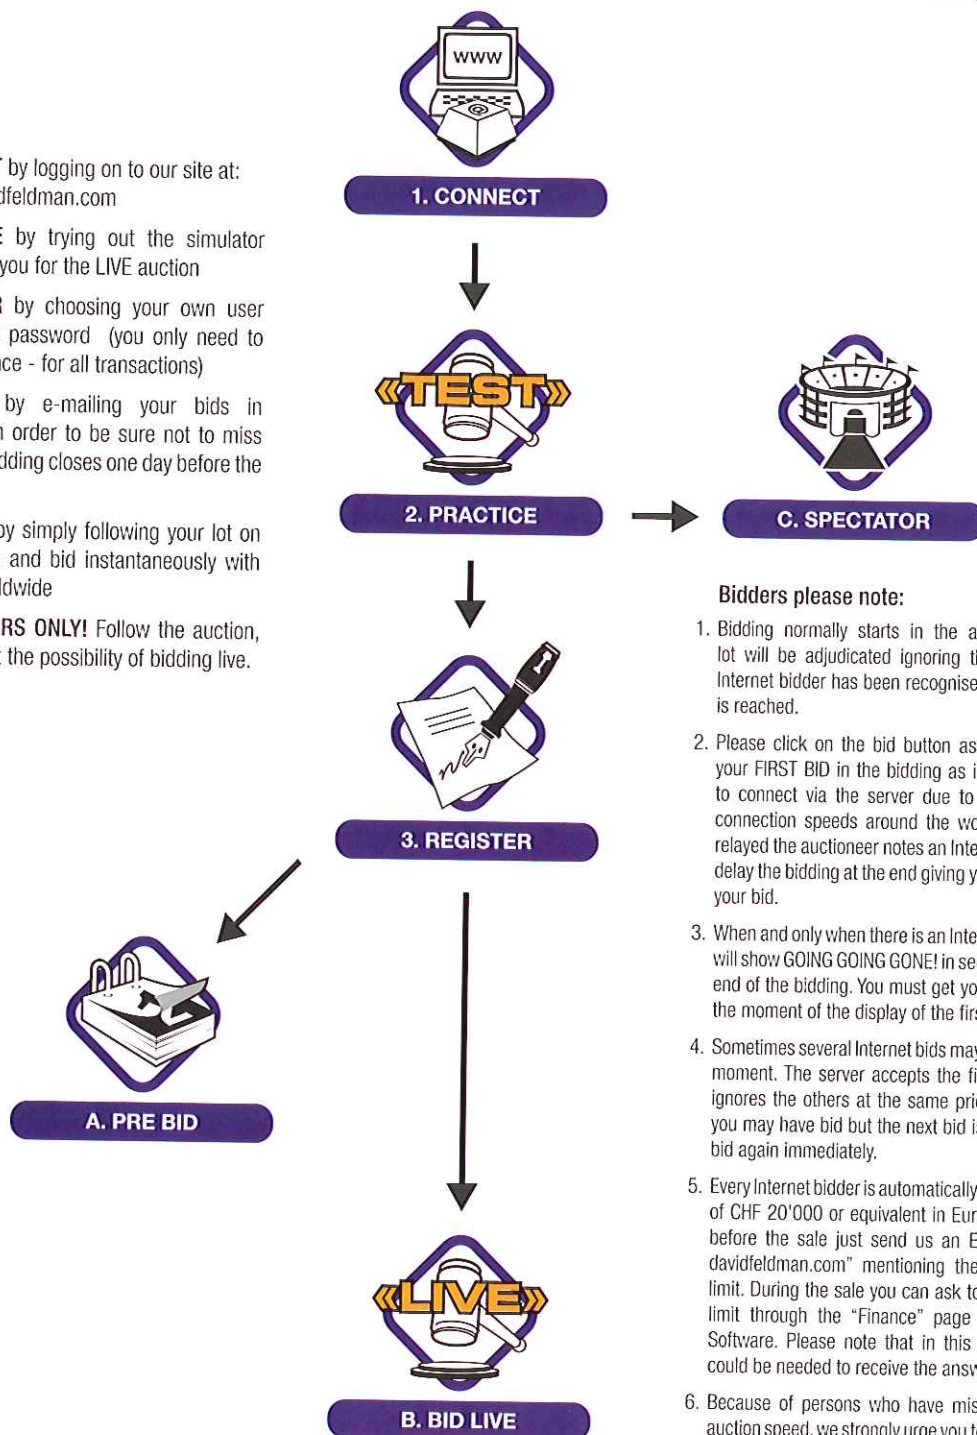 WWW
@
1. CONNECT
by logging on to our site at:
dfeldman.com
by trying out the simulator
you for the LIVE auction
by choosing your own user
password (you only need to
nce - for all transactions)
by e-mailing your bids in
n order to be sure not to miss
dding closes one day before the
by simply following your lot on
and bid instantaneously with
ldwide
RS ONLY! Follow the auction,
t the possibility of bidding live.
«TEST»
2. PRACTICE
C. SPECTATOR
3. REGISTER
A. PRE BID
«LIVE»
B. BID LIVE
Bidders please note:
1. Bidding normally starts in the a
lot will be adjudicated ignoring t
Internet bidder has been recognise
is reached.
2. Please click on the bid button as
your FIRST BID in the bidding as i
to connect via the server due to
connection speeds around the wo
relayed the auctioneer notes an Inte
delay the bidding at the end giving y
your bid.
3. When and only when there is an Inte
will show GOING GOING GONE! in se
end of the bidding. You must get yo
the moment of the display of the firs
4. Sometimes several Internet bids may
moment. The server accepts the fi
ignores the others at the same pri
you may have bid but the next bid i
bid again immediately.
5. Every Internet bidder is automatically
of CHF 20'000 or equivalent in Eur
before the sale just send us an E
davidfeldman.com" mentioning the
limit. During the sale you can ask to
limit through the "Finance" page
Software. Please note that in this
could be needed to receive the answ
6. Because of persons who have mis
auction speed, we strongly urge you t